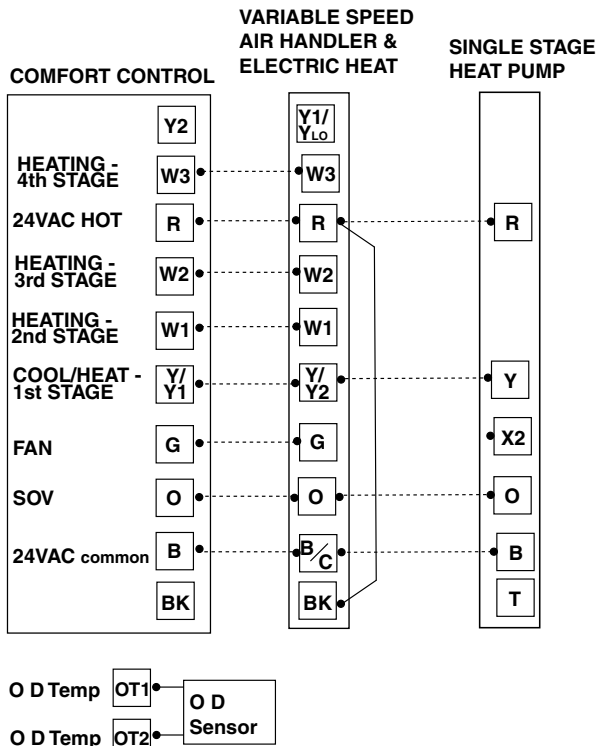 VARIABLE SPEED
AIR HANDLER &
ELECTRIC HEAT
SINGLE STAGE
HEAT PUMP
COMFORT CONTROL
Y2
Y1/
YLO
HEATING -
4th STAGE
W3
W3
24VAC HOT
R
R
R
HEATING -
3rd STAGE
W2
W2
HEATING -
2nd STAGE
W1
W1
COOL/HEAT -
1st STAGE
Y/
Y1
Y/
Y2
Y
FAN
G
G
X2
SOV
O
O
O
24VAC common
B
B/C
B
BK
BK
T
O D Temp
OT1
O D
Sensor
O D Temp
OT2